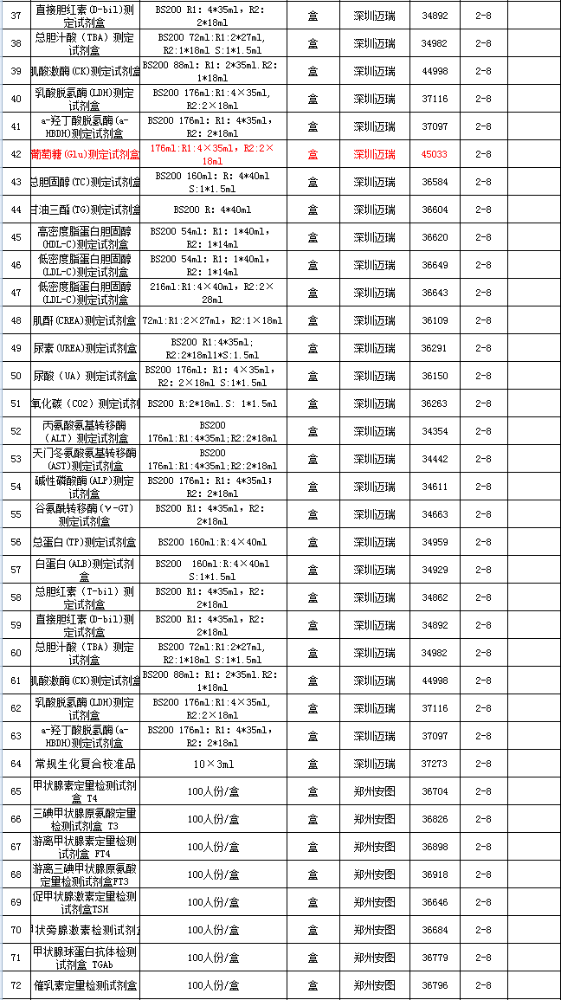 37 直接胆红素(D-bil)测定试剂盒 BS200 R1: 4*35ml, R2: 2*18ml 盒 深圳迈瑞 34892 2-8
38 总胆汁酸（TBA）测定试剂盒 BS200 72ml:R1:2*27ml, R2:1*18ml S:1*1.5ml 盒 深圳迈瑞 34982 2-8
39 肌酸激酶(CK)测定试剂盒 BS200 88ml: R1: 2*35ml.R2: 1*18ml 盒 深圳迈瑞 44998 2-8
40 乳酸脱氢酶(LDH)测定试剂盒 BS200 176ml:R1:4×35ml, R2:2×18ml 盒 深圳迈瑞 37116 2-8
41 a-羟丁酸脱氢酶(a-HBDH)测定试剂盒 BS200 176ml: R1: 4*35ml, R2: 2*18ml 盒 深圳迈瑞 37097 2-8
42 葡萄糖(Glu)测定试剂盒 176ml:R1:4×35ml, R2:2×18ml 盒 深圳迈瑞 45033 2-8
43 总胆固醇(TC)测定试剂盒 BS200 160ml: R: 4*40ml S:1*1.5ml 盒 深圳迈瑞 36584 2-8
44 甘油三酯(TG)测定试剂盒 BS200 R: 4*40ml 盒 深圳迈瑞 36604 2-8
45 高密度脂蛋白胆固醇(HDL-C)测定试剂盒 BS200 54ml: R1: 1*40ml, R2: 1*14ml 盒 深圳迈瑞 36620 2-8
46 低密度脂蛋白胆固醇(LDL-C)测定试剂盒 BS200 54ml: R1: 1*40ml, R2: 1*14ml 盒 深圳迈瑞 36649 2-8
47 低密度脂蛋白胆固醇(LDL-C)测定试剂盒 216ml:R1:4×40ml, R2:2×28ml 盒 深圳迈瑞 36643 2-8
48 肌酐(CREA)测定试剂盒 72ml:R1:2×27ml, R2:1×18ml 盒 深圳迈瑞 36109 2-8
49 尿素(UREA)测定试剂盒 BS200 R1:4*35ml; R2:2*18ml1*S:1.5ml 盒 深圳迈瑞 36291 2-8
50 尿酸（UA）测定试剂盒 BS200 176ml: R1: 4×35ml, R2: 2×18ml S:1*1.5ml 盒 深圳迈瑞 36150 2-8
51 氧化碳（CO2）测定试剂 BS200 R:2*18ml.S: 1*1.5ml 盒 深圳迈瑞 36263 2-8
52 丙氨酸氨基转移酶（ALT）测定试剂盒 BS200 176ml:R1:4*35ml;R2:2*18ml 盒 深圳迈瑞 34354 2-8
53 天门冬氨酸氨基转移酶(AST)测定试剂盒 BS200 176ml:R1:4*35ml;R2:2*18ml 盒 深圳迈瑞 34442 2-8
54 碱性磷酸酶(ALP)测定试剂盒 BS200 176ml: R1: 4*35ml; R2: 2*18ml 盒 深圳迈瑞 34611 2-8
55 谷氨酰转移酶(γ-GT)测定试剂盒 BS200 R1: 4*35ml, R2: 2*18ml 盒 深圳迈瑞 34663 2-8
56 总蛋白(TP)测定试剂盒 BS200 160ml:R:4×40ml 盒 深圳迈瑞 34959 2-8
57 白蛋白(ALB)测定试剂盒 BS200 160ml:R:4×40ml S:1*1.5ml 盒 深圳迈瑞 34929 2-8
58 总胆红素（T-bil）测定试剂盒 BS200 R1: 4*35ml, R2: 2*18ml 盒 深圳迈瑞 34862 2-8
59 直接胆红素(D-bil)测定试剂盒 BS200 R1: 4*35ml, R2: 2*18ml 盒 深圳迈瑞 34892 2-8
60 总胆汁酸（TBA）测定试剂盒 BS200 72ml:R1:2*27ml, R2:1*18ml S:1*1.5ml 盒 深圳迈瑞 34982 2-8
61 肌酸激酶(CK)测定试剂盒 BS200 88ml: R1: 2*35ml.R2: 1*18ml 盒 深圳迈瑞 44998 2-8
62 乳酸脱氢酶(LDH)测定试剂盒 BS200 176ml:R1:4×35ml, R2:2×18ml 盒 深圳迈瑞 37116 2-8
63 a-羟丁酸脱氢酶(a-HBDH)测定试剂盒 BS200 176ml: R1: 4*35ml, R2: 2*18ml 盒 深圳迈瑞 37097 2-8
64 常规生化复合校准品 10×3ml 盒 深圳迈瑞 37273 2-8
65 甲状腺素定量检测试剂盒 T4 100人份/盒 盒 郑州安图 36704 2-8
66 三碘甲状腺原氨酸定量检测试剂盒 T3 100人份/盒 盒 郑州安图 36826 2-8
67 游离甲状腺素定量检测试剂盒 FT4 100人份/盒 盒 郑州安图 36898 2-8
68 游离三碘甲状腺原氨酸定量检测试剂盒FT3 100人份/盒 盒 郑州安图 36918 2-8
69 促甲状腺激素定量检测试剂盒TSH 100人份/盒 盒 郑州安图 36646 2-8
70 甲状旁腺激素检测试剂盒 100人份/盒 盒 郑州安图 36684 2-8
71 甲状腺球蛋白抗体检测试剂盒 TGAb 100人份/盒 盒 郑州安图 36779 2-8
72 催乳素定量检测试剂盒 100人份/盒 盒 郑州安图 36796 2-8